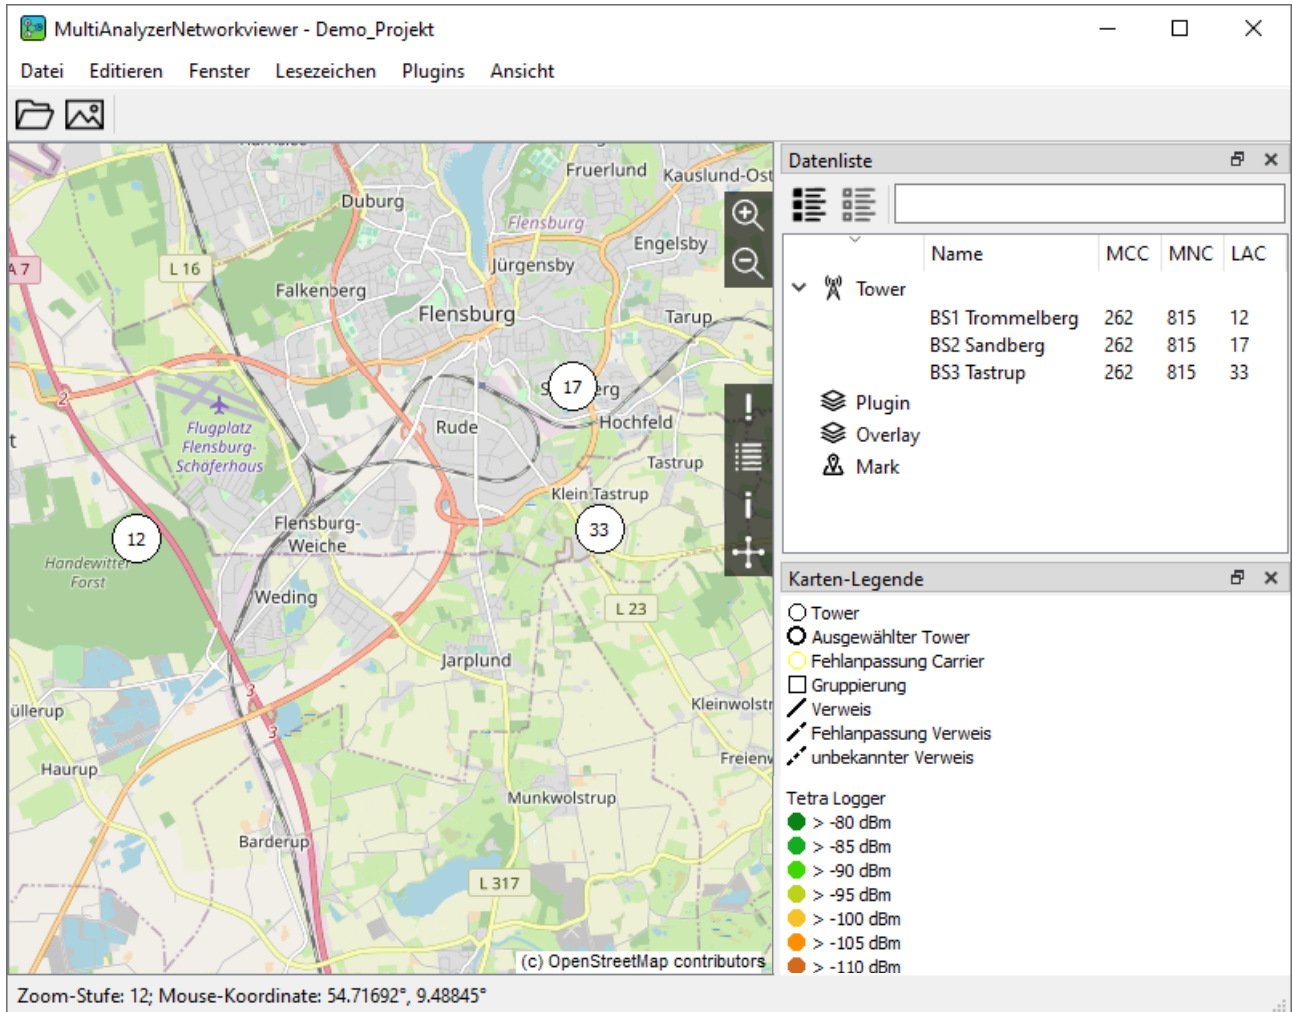 MultiAnalyzerNetworkviewer - Demo_Projekt
Datei Editieren Fenster Lesezeichen Plugins Ansicht
Fruerlund
Kauslund-Ost
Duburg
Flensburg
Engelsby
A 7
L 16
Jürgensby
Falkenberg
Flensburg
Tarup
17
2
Flugplatz
Flensburg-
Schäferhaus
Rude
Hochfeld
t
Tastrup
Klein Tastrup
Flensburg-
Weiche
33
12
Handewitter
Forst
Weding
L 23
Jarplund
3
üllerup
Kleinwolstr
3
Haurup
Freienw
Munkwolstrup
Barderup
L 317
(c) OpenStreetMap contributors
Datenliste
Name MCC MNC LAC
Tower
BS1 Trommelberg 262 815 12
BS2 Sandberg 262 815 17
BS3 Tastrup 262 815 33
Plugin
Overlay
Mark
Karten-Legende
Tower
Ausgewählter Tower
Fehlanpassung Carrier
Gruppierung
Verweis
Fehlanpassung Verweis
unbekannter Verweis
Tetra Logger
> -80 dBm
> -85 dBm
> -90 dBm
> -95 dBm
> -100 dBm
> -105 dBm
> -110 dBm
Zoom-Stufe: 12; Mouse-Koordinate: 54.71692°, 9.48845°